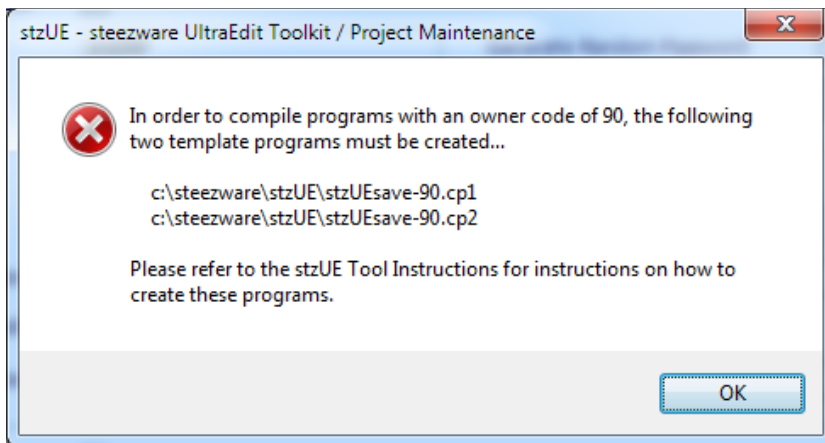 stzUE - steezware UltraEdit Toolkit / Project Maintenance
In order to compile programs with an owner code of 90, the following
two template programs must be created...
c:\steezware\stzUE\stzUEsave-90.cp1
c:\steezware\stzUE\stzUEsave-90.cp2
Please refer to the stzUE Tool Instructions for instructions on how to
create these programs.
OK